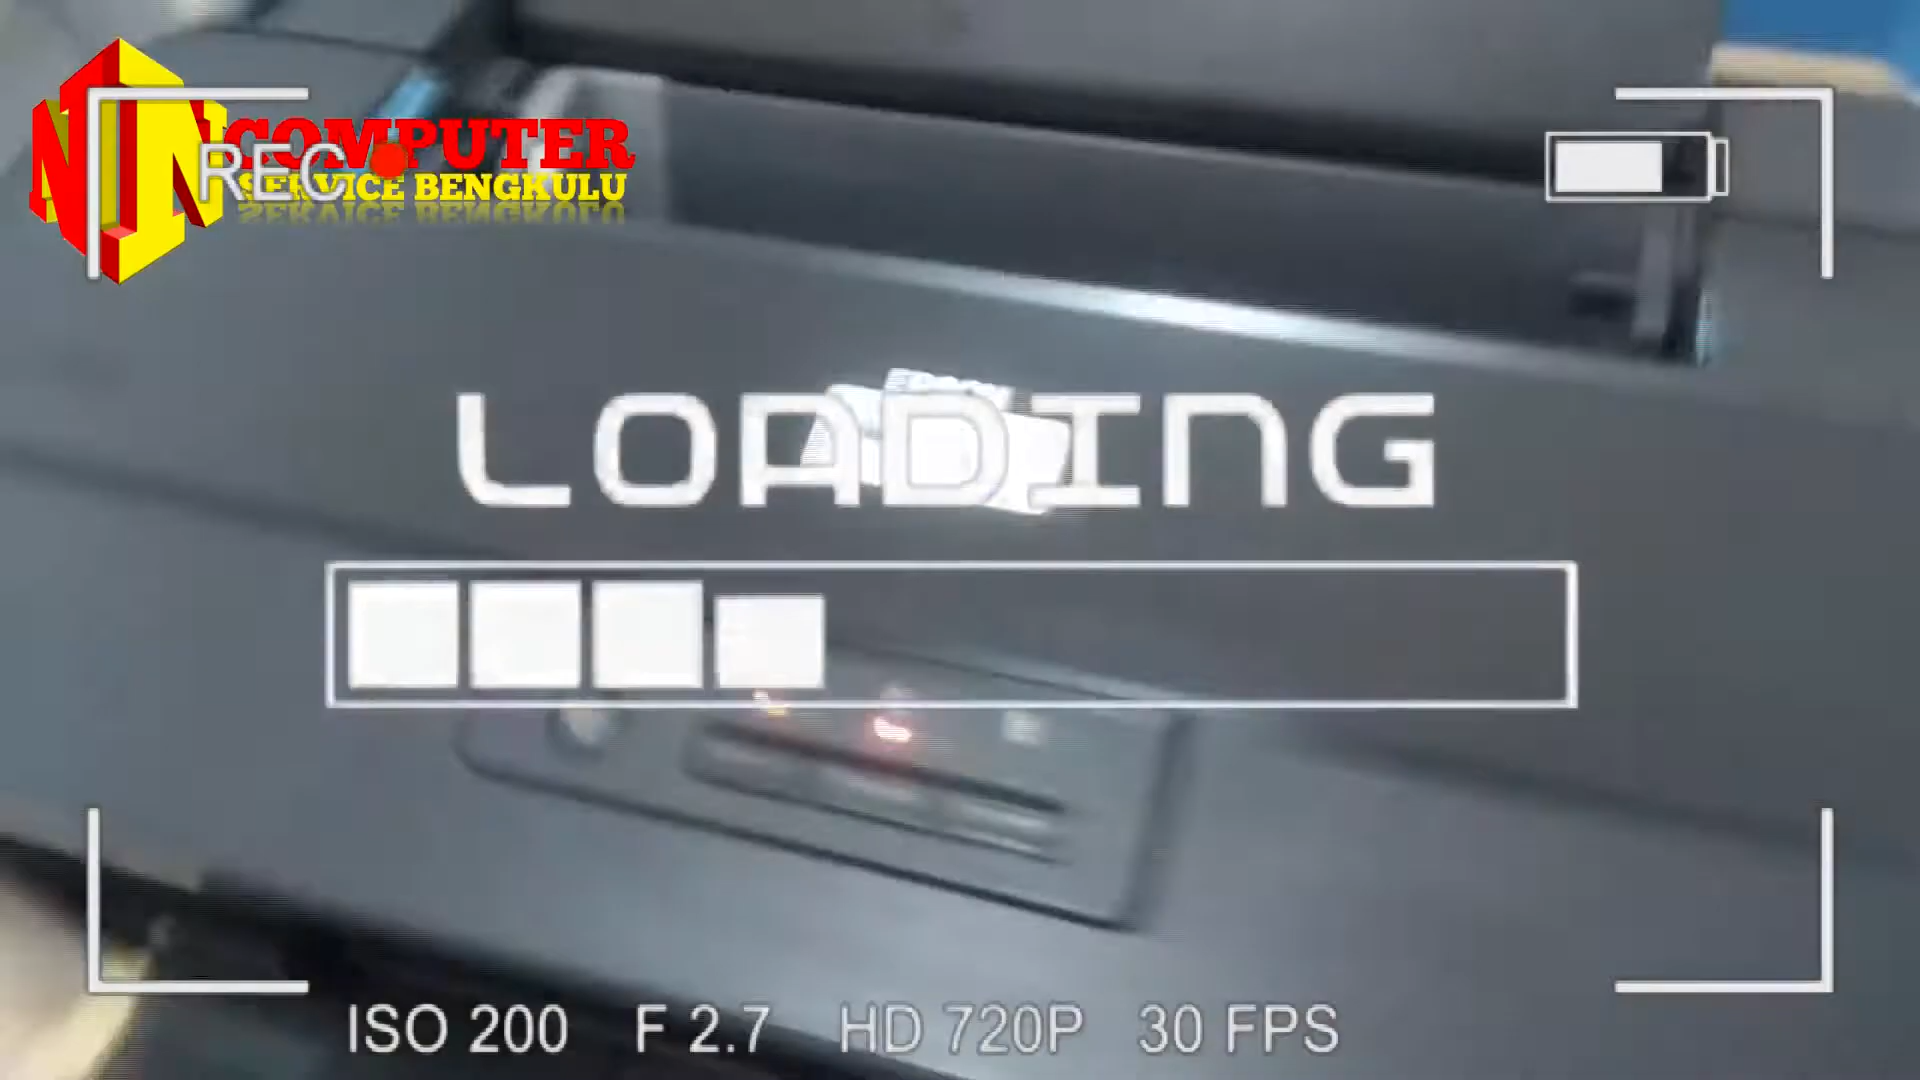 COMPUTER
SERVICE BENGKULU
REC
LOADING
ISO 200 F 2.7 HD 720P 30 FPS